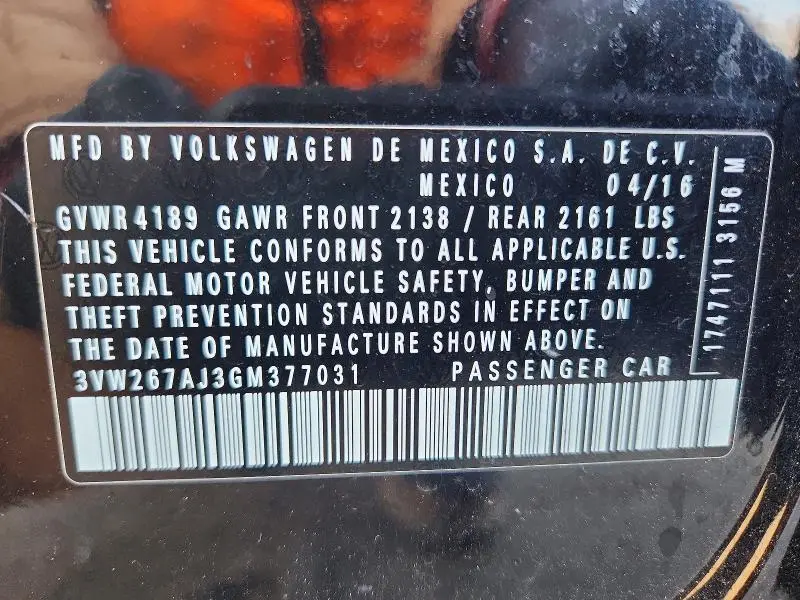 MFD BY VOLKSWAGEN DE MEXICO S.A. DE C.V.
MEXICO 04/16
GVWR 4189 GAWR FRONT 2138 / REAR 2161 LBS
THIS VEHICLE CONFORMS TO ALL APPLICABLE U.S.
FEDERAL MOTOR VEHICLE SAFETY, BUMPER AND
THEFT PREVENTION STANDARDS IN EFFECT ON
THE DATE OF MANUFACTURE SHOWN ABOVE.
3VW267AJ3GM377031 PASSENGER CAR
1747111 3156 M